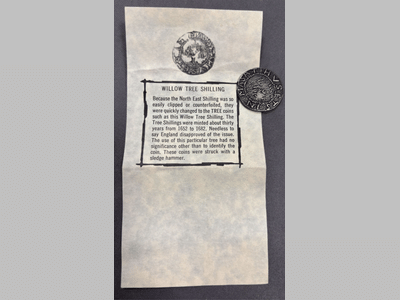 WILLOW TREE SHILLING
Because the North East Shilling was so
easily clipped or counterfeited, they
were quickly changed to the TREE coins
such as this Willow Tree Shilling. The
Tree Shillings were minted about thirty
years from 1652 to 1682. Needless to
say England disapproved of the issue.
The use of this particular tree had no
significance other than to identify the
coin. These coins were struck with a
sledge hammer.